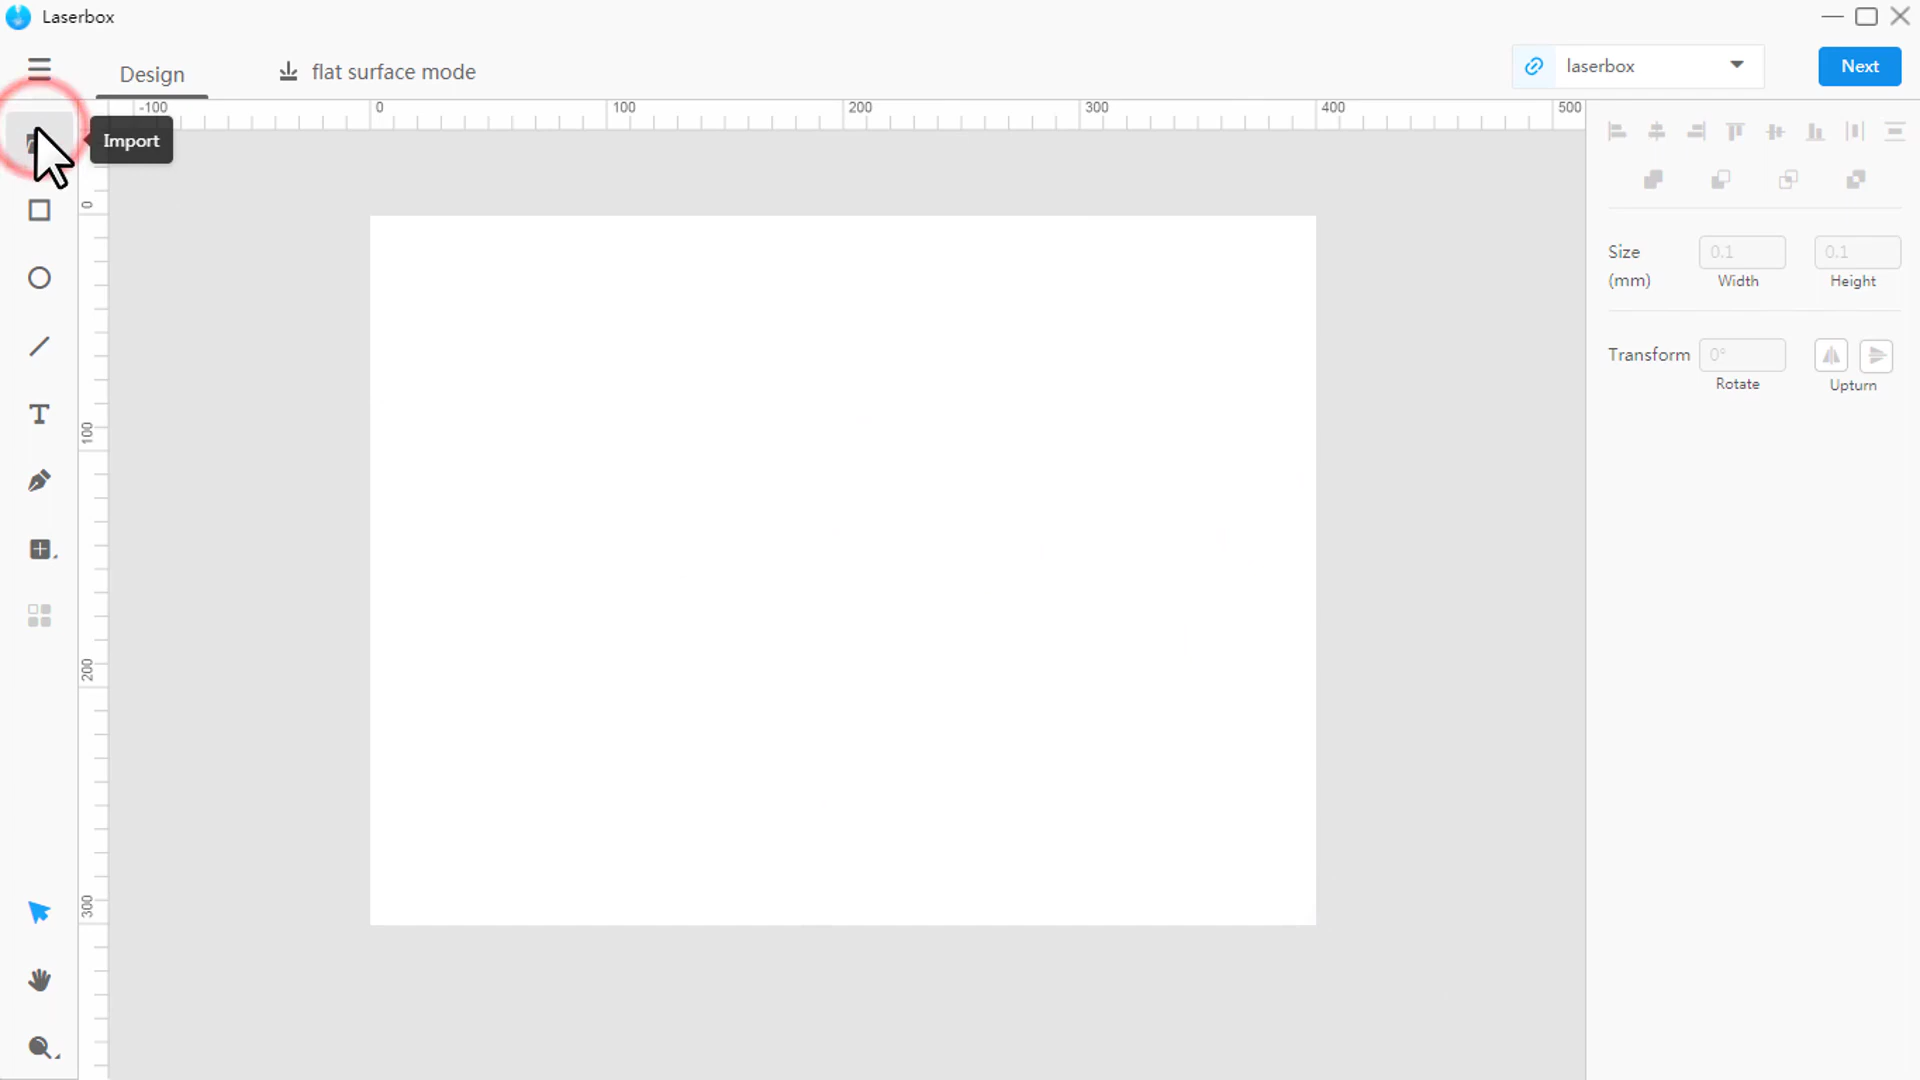 Laserbox
Design
flat surface mode
laserbox
Next
-100 0 100 200 300 400 500
Import
0
100
200
300
Size (mm)
0.1 0.1
Width Height
Transform
0°
Rotate Upturn
T